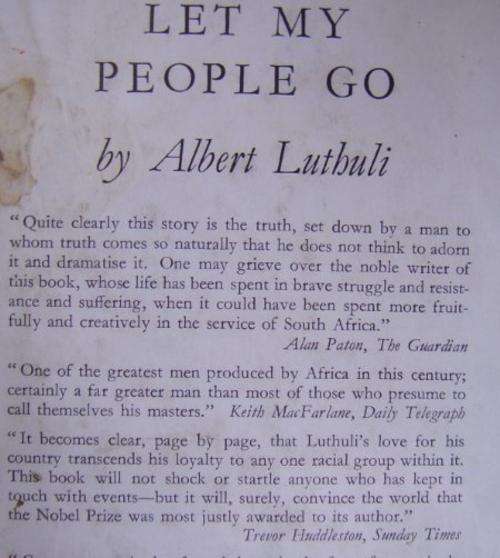 LET MY
PEOPLE GO
by Albert Luthuli
“Quite clearly this story is the truth, set down by a man to
whom truth comes so naturally that he does not think to adorn
it and dramatise it. One may grieve over the noble writer of
this book, whose life has been spent in brave struggle and resist-
ance and suffering, when it could have been spent more fruit-
fully and creatively in the service of South Africa.”
Alan Paton, The Guardian
“One of the greatest men produced by Africa in this century;
certainly a far greater man than most of those who presume to
call themselves his masters.” Keith MacFarlane, Daily Telegraph
“It becomes clear, page by page, that Luthuli’s love for his
country transcends his loyalty to any one racial group within it.
This book will not shock or startle anyone who has kept in
touch with events—but it will, surely, convince the world that
the Nobel Prize was most justly awarded to its author.”
Trevor Huddleston, Sunday Times